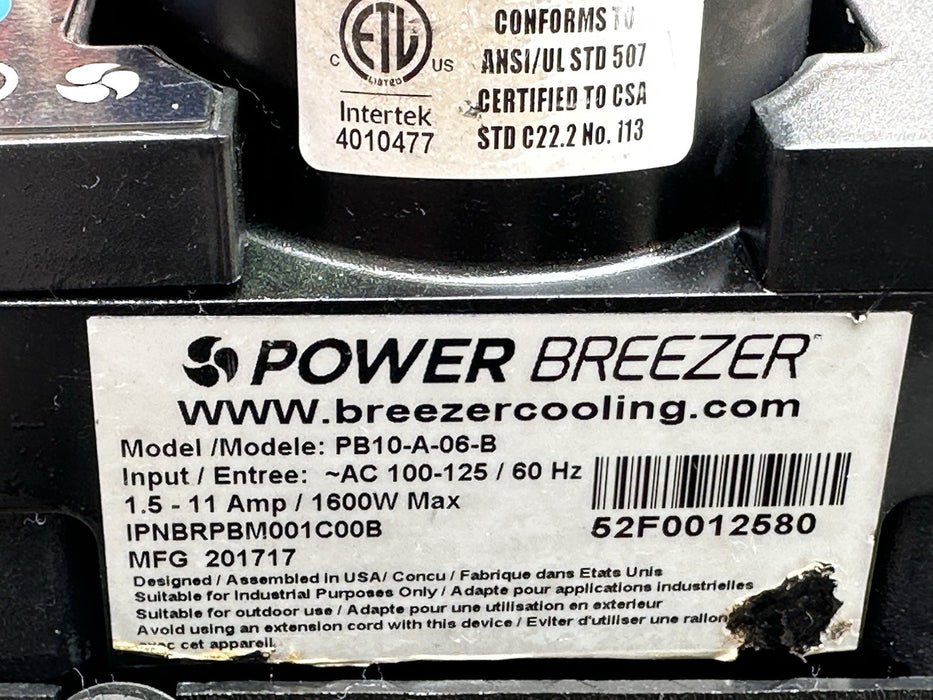 CONFORMS TO
ANSI/UL STD 507
CERTIFIED TO CSA
STD C22.2 No. 113
C ETL US
LISTED
Intertek
4010477
POWER BREEZER™
www.breezercooling.com
Model /Modele: PB10-A-06-B
Input / Entree: ~AC 100-125 / 60 Hz
1.5 - 11 Amp / 1600W Max
IPNBRPBM001C00B
52F0012580
MFG 201717
Designed / Assembled in USA/ Concu / Fabrique dans Etats Unis
Suitable for Industrial Purposes Only / Adapte pour applications industrielles
Suitable for outdoor use / Adapte pour une utilisation en exterieur
Avoid using an extension cord with this device / Eviter d'utiliser une
cet appareil